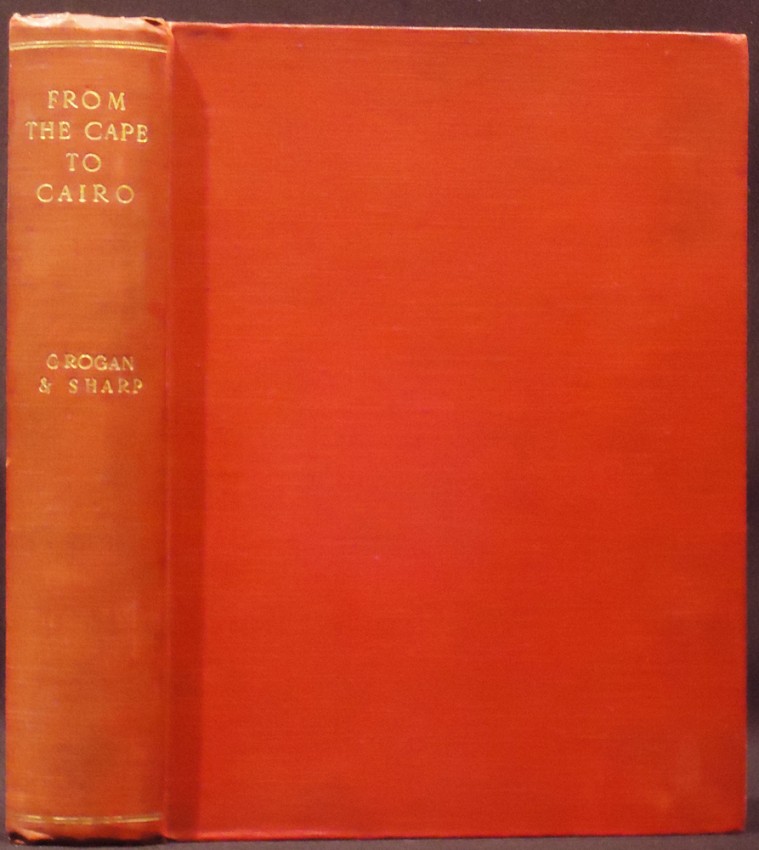 FROM
THE CAPE
TO
CAIRO
GROGAN
& SHARP